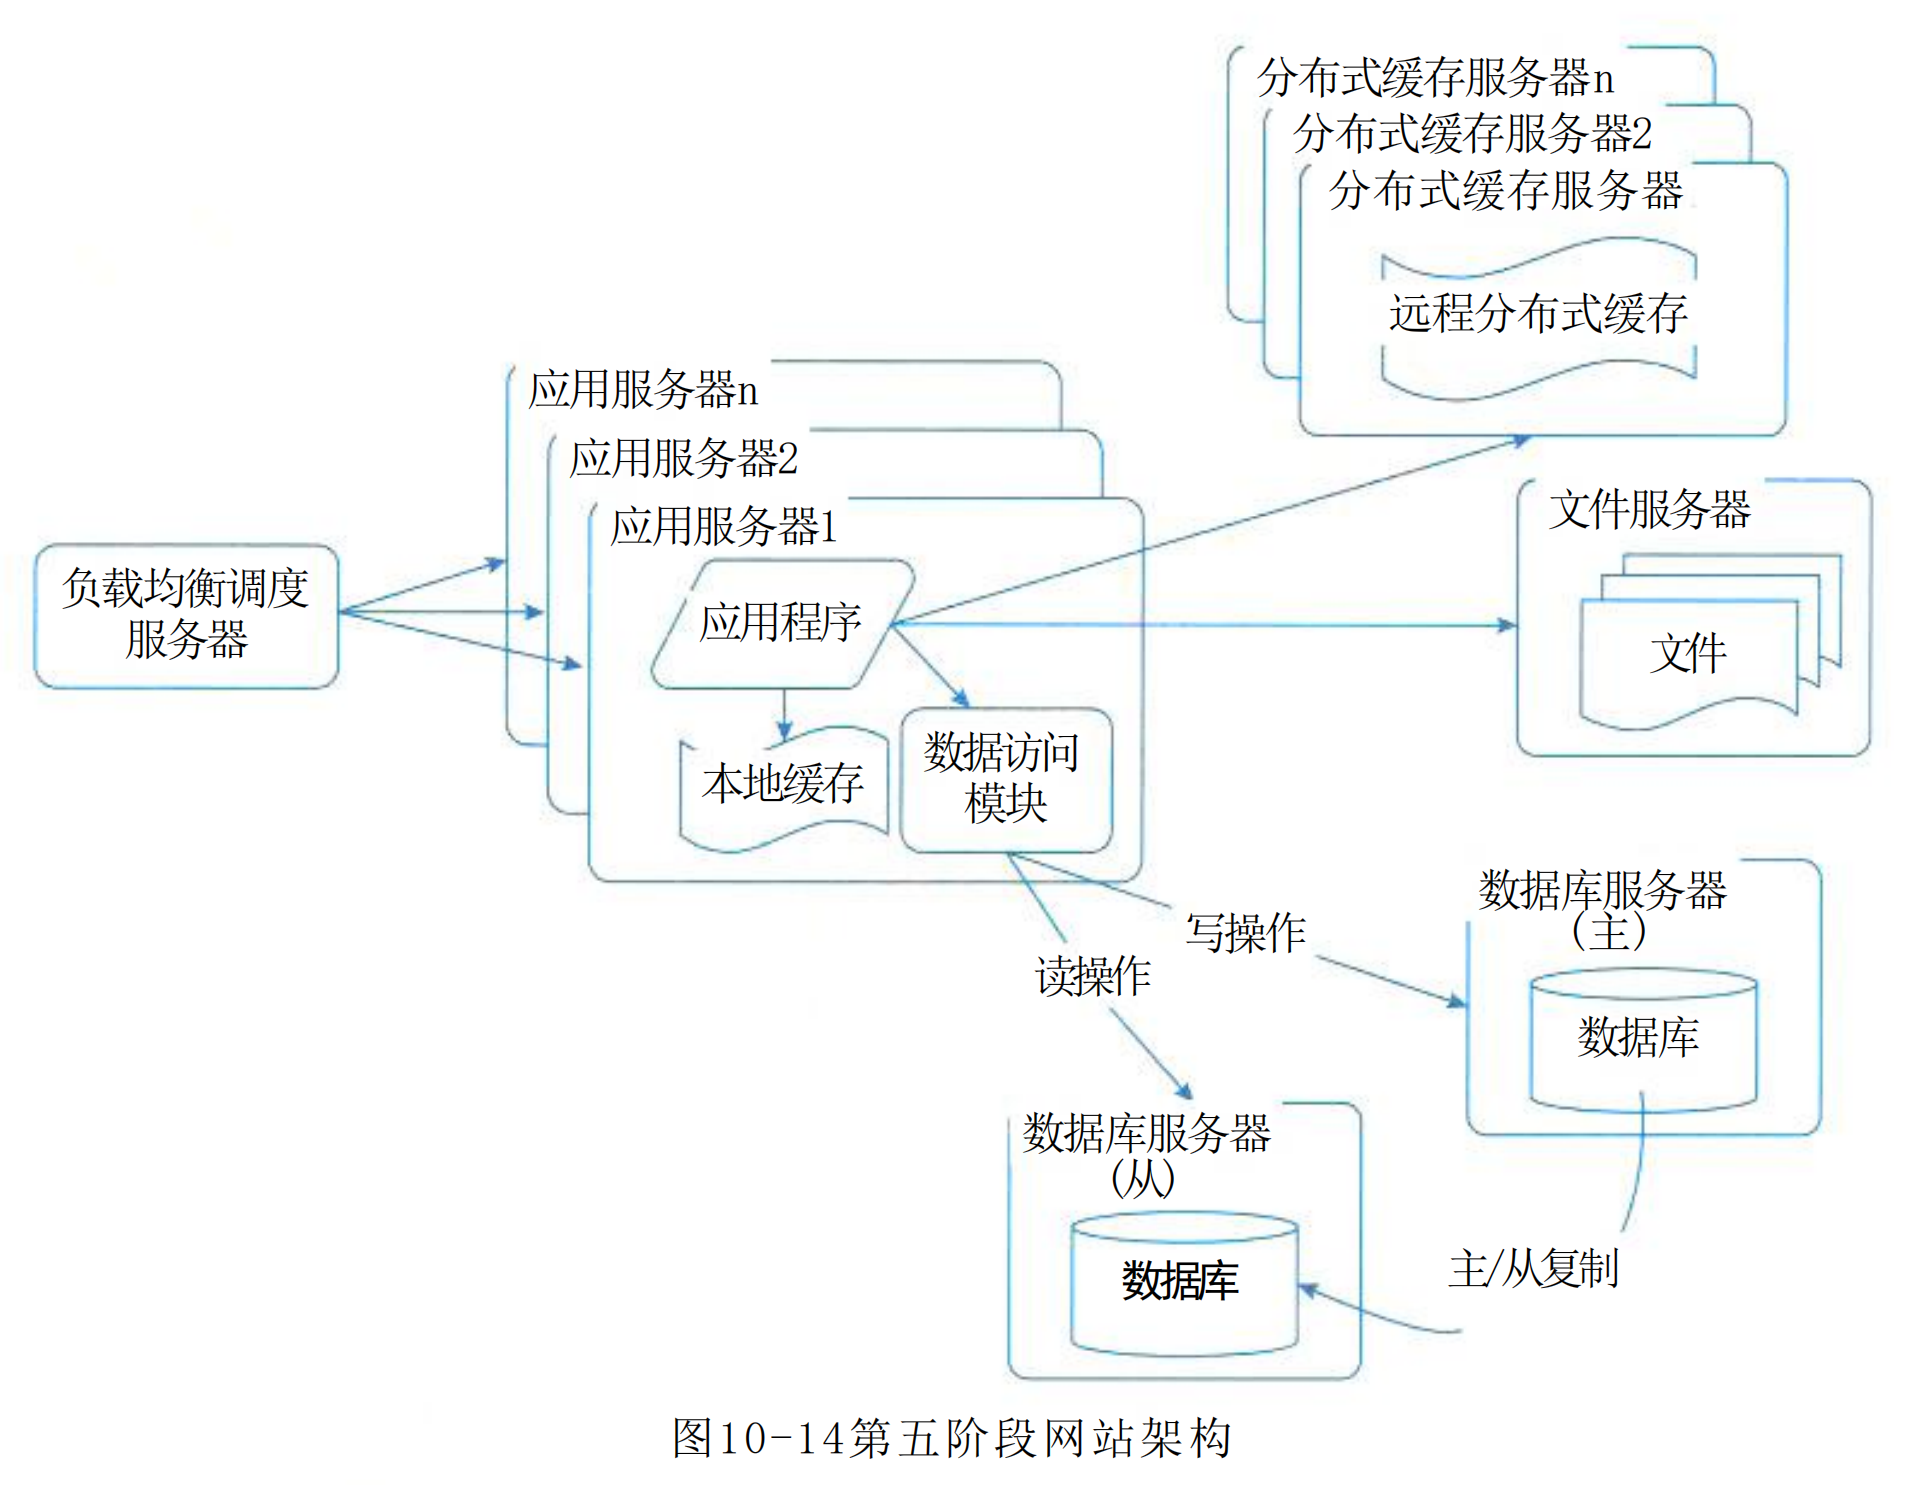 分布式缓存服务器n
分布式缓存服务器2
分布式缓存服务器
远程分布式缓存
应用服务器n
应用服务器2
应用服务器1
文件服务器
负载均衡调度
服务器
应用程序
文件
数据访问
模块
本地缓存
数据库服务器
(主)
写操作
读操作
数据库
数据库服务器
(从)
数据库
主/从复制
图10-14第五阶段网站架构